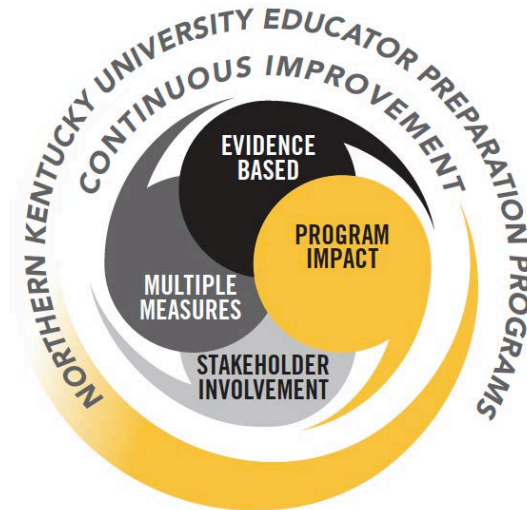 NORTHERN KENTUCKY UNIVERSITY EDUCATOR PREPARATION PROGRAMS
CONTINUOUS IMPROVEMENT
EVIDENCE
BASED
PROGRAM
IMPACT
MULTIPLE
MEASURES
STAKEHOLDER
INVOLVEMENT